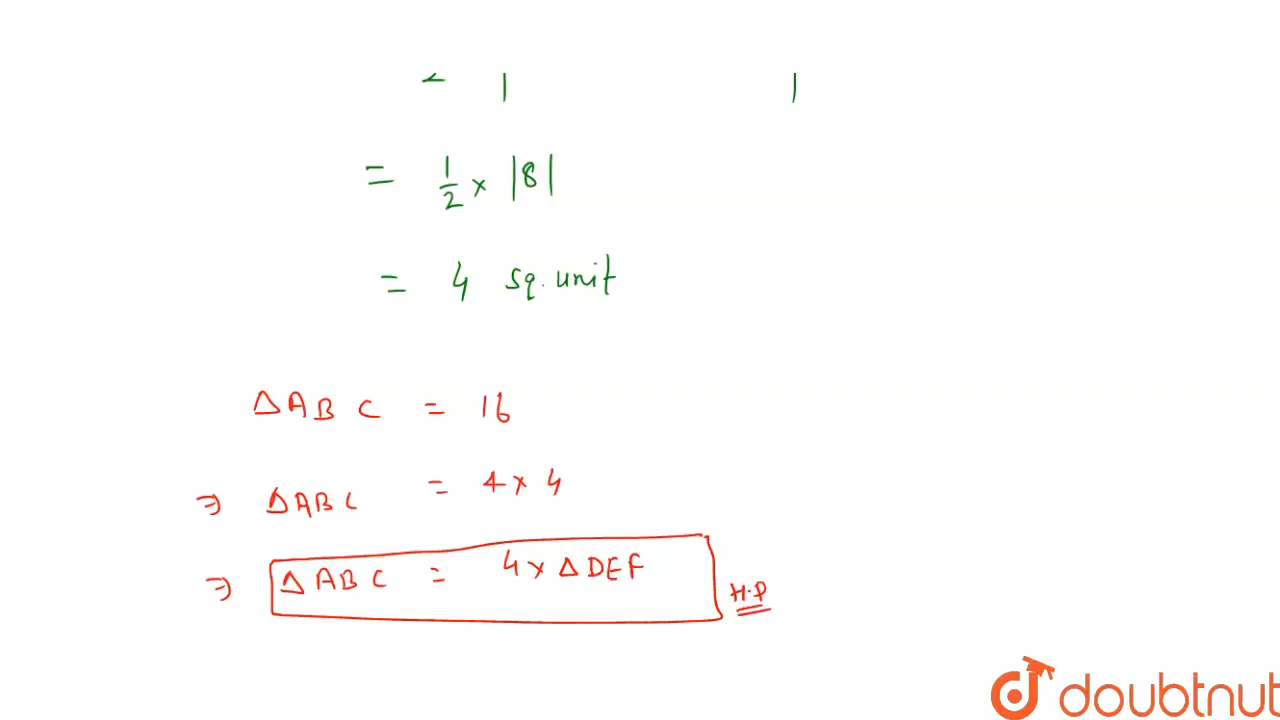 = 1/2 × |8|
= 4 sq. unit
ΔABC = 16
⇒ ΔABC = 4 × 4
⇒ ΔABC = 4 × ΔDEF
H.P
doubtnut